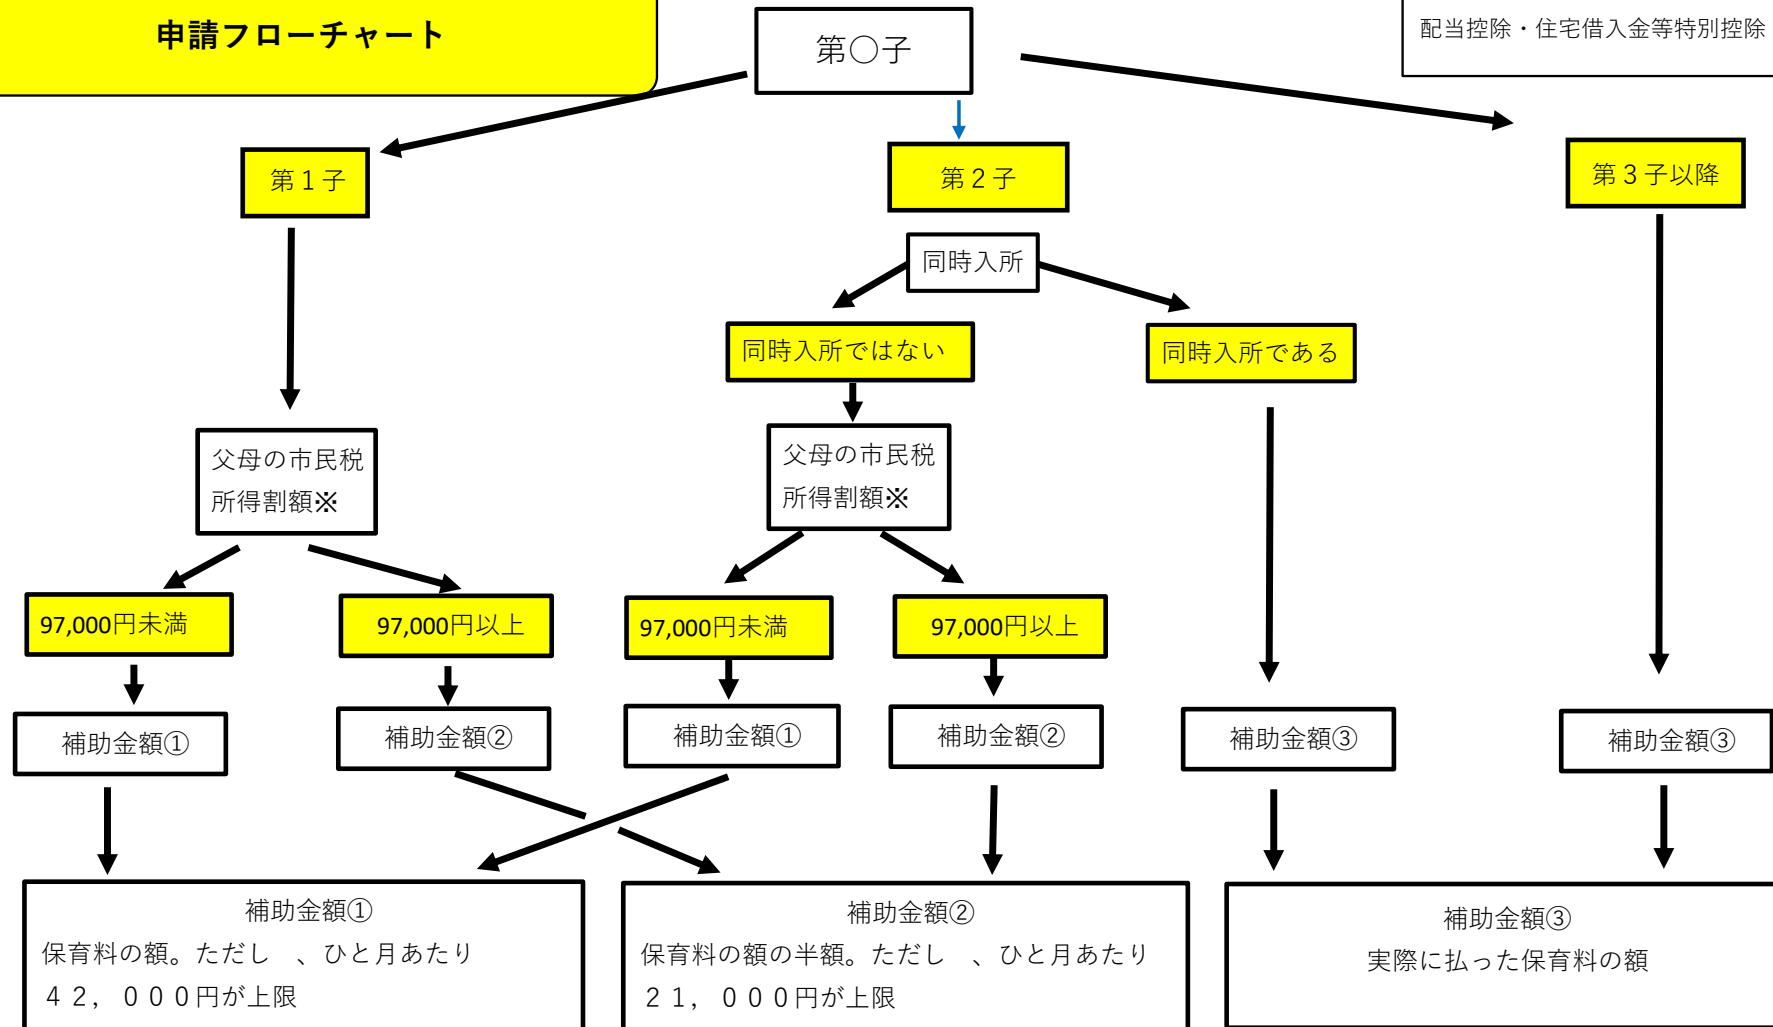 申請フローチャート
第○子
配当控除・住宅借入金等特別控除
第１子
第２子
第３子以降
同時入所
同時入所ではない
同時入所である
父母の市民税
所得割額※
父母の市民税
所得割額※
97,000円未満
97,000円以上
97,000円未満
97,000円以上
補助金額①
補助金額②
補助金額①
補助金額②
補助金額③
補助金額③
補助金額①
保育料の額。ただし　、ひと月あたり
４２，０００円が上限
補助金額②
保育料の額の半額。ただし　、ひと月あたり
２１，０００円が上限
補助金額③
実際に払った保育料の額